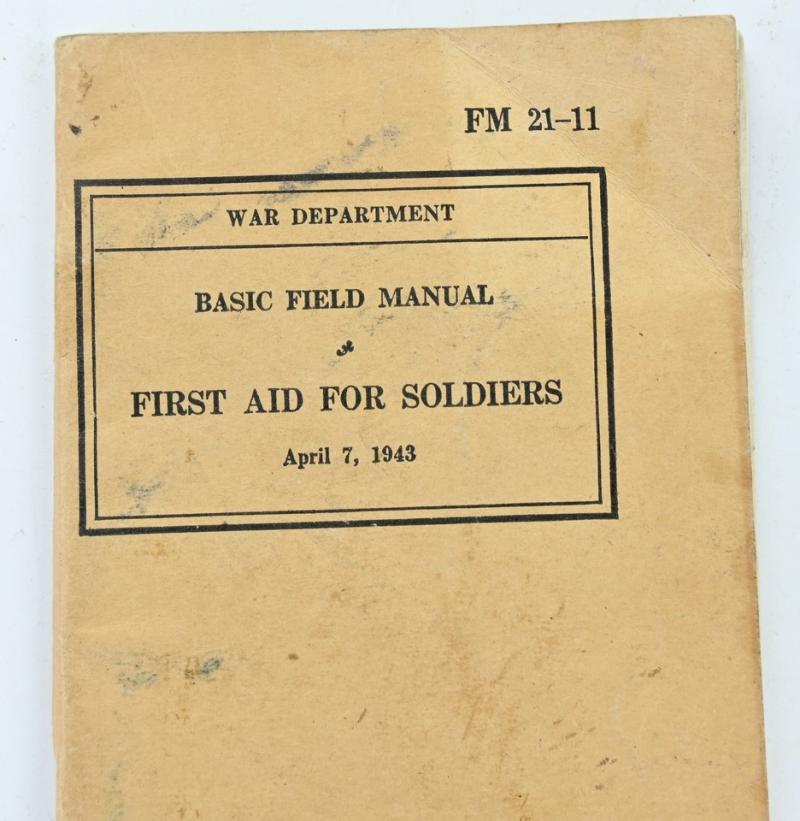 FM 21–11
WAR DEPARTMENT
BASIC FIELD MANUAL
FIRST AID FOR SOLDIERS
April 7, 1943